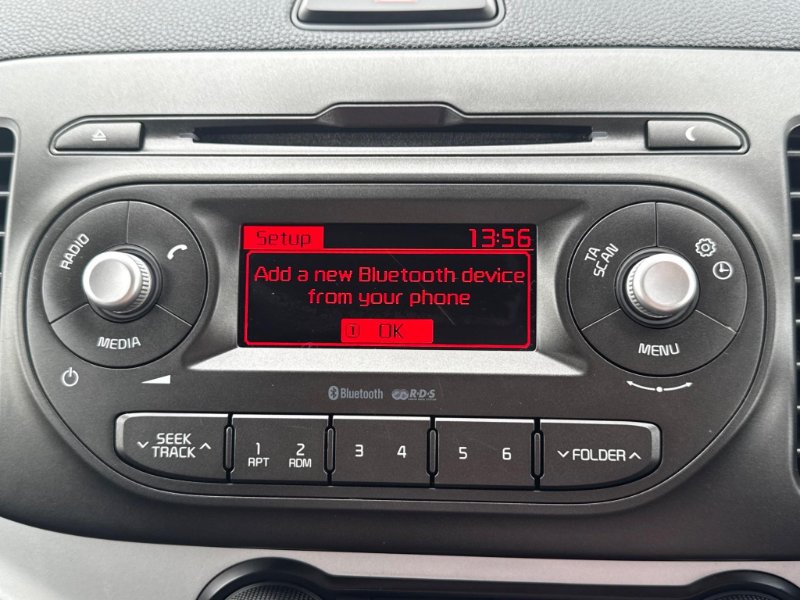 Setup 13:56
Add a new Bluetooth device
from your phone
1 OK
RADIO
MEDIA
TA
SCAN
MENU
Bluetooth R·D·S
SEEK
TRACK
1 2
RPT RDM
3 4
5 6
FOLDER